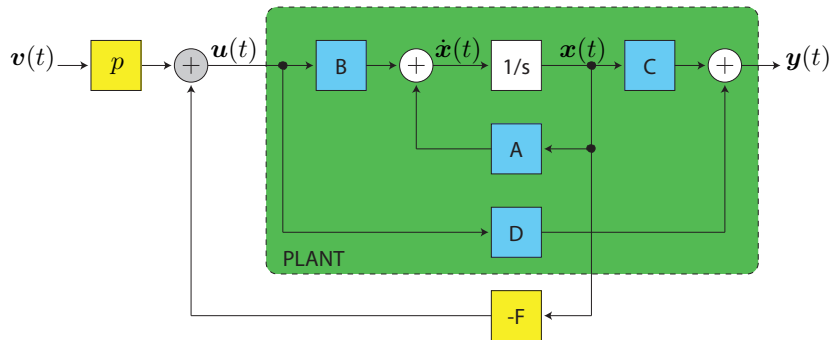 v(t) p + u(t) B + ẋ(t) 1/s x(t) C + y(t)
A
D
PLANT
-F